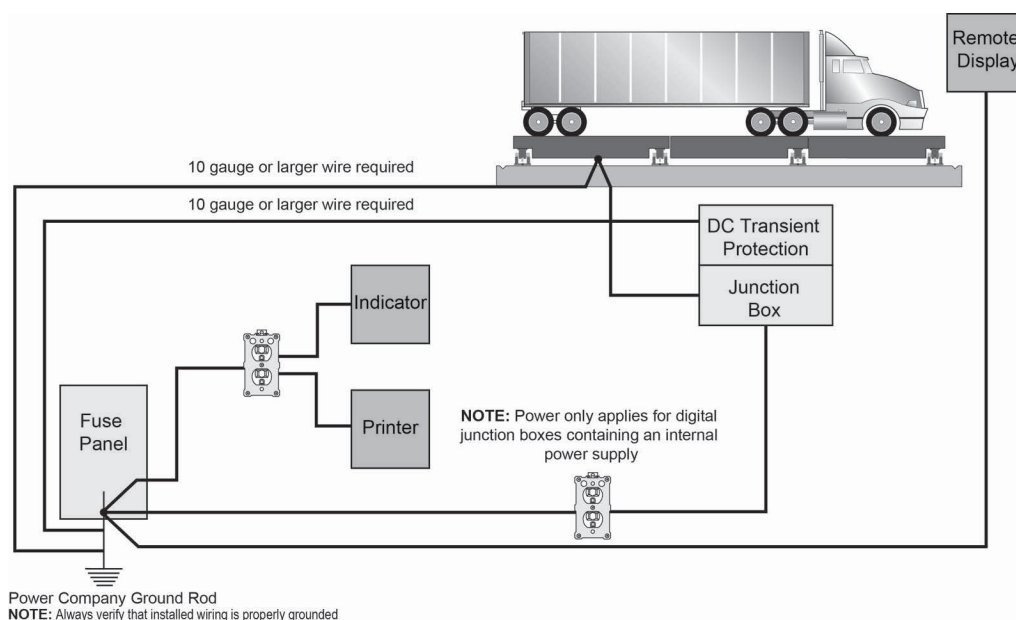 Remote
Display
10 gauge or larger wire required
10 gauge or larger wire required
DC Transient
Protection
Junction
Box
Indicator
Printer
Fuse
Panel
NOTE: Power only applies for digital
junction boxes containing an internal
power supply
Power Company Ground Rod
NOTE: Always verify that installed wiring is properly grounded